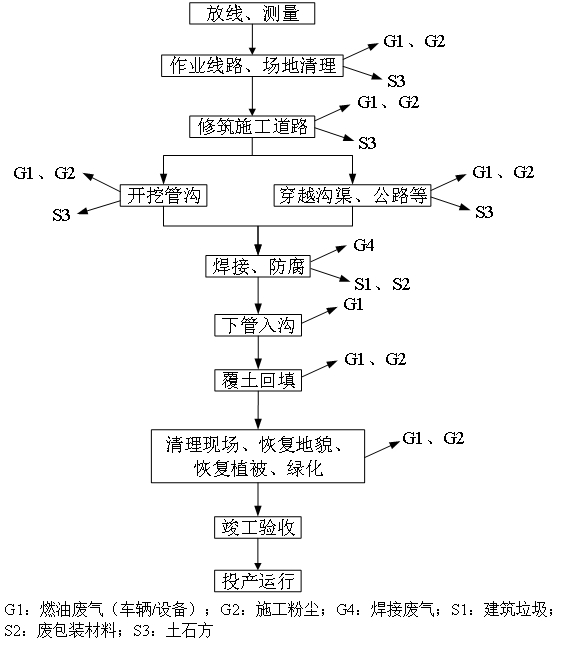 放线、测量
G1、G2
作业线路、场地清理
S3
G1、G2
修筑施工道路
S3
G1、G2
开挖管沟
S3
G1、G2
穿越沟渠、公路等
S3
G4
焊接、防腐
S1、S2
G1
下管入沟
G1、G2
覆土回填
G1、G2
清理现场、恢复地貌、
恢复植被、绿化
竣工验收
投产运行
G1：燃油废气（车辆/设备）；G2：施工粉尘；G4：焊接废气；S1：建筑垃圾；
S2：废包装材料；S3：土石方